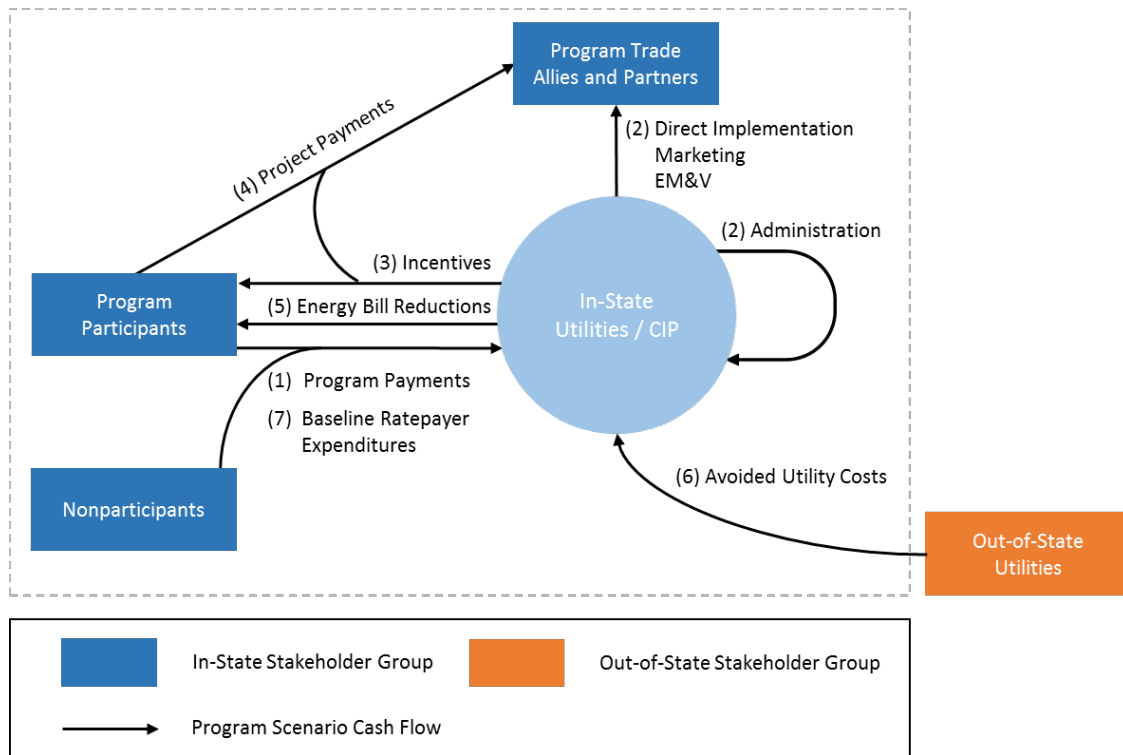 Program Trade
Allies and Partners
(4) Project Payments
(2) Direct Implementation
Marketing
EM&V
(2) Administration
(3) Incentives
Program
Participants
(5) Energy Bill Reductions
In-State
Utilities / CIP
(1) Program Payments
(7) Baseline Ratepayer
Expenditures
(6) Avoided Utility Costs
Nonparticipants
Out-of-State
Utilities
In-State Stakeholder Group
Out-of-State Stakeholder Group
Program Scenario Cash Flow